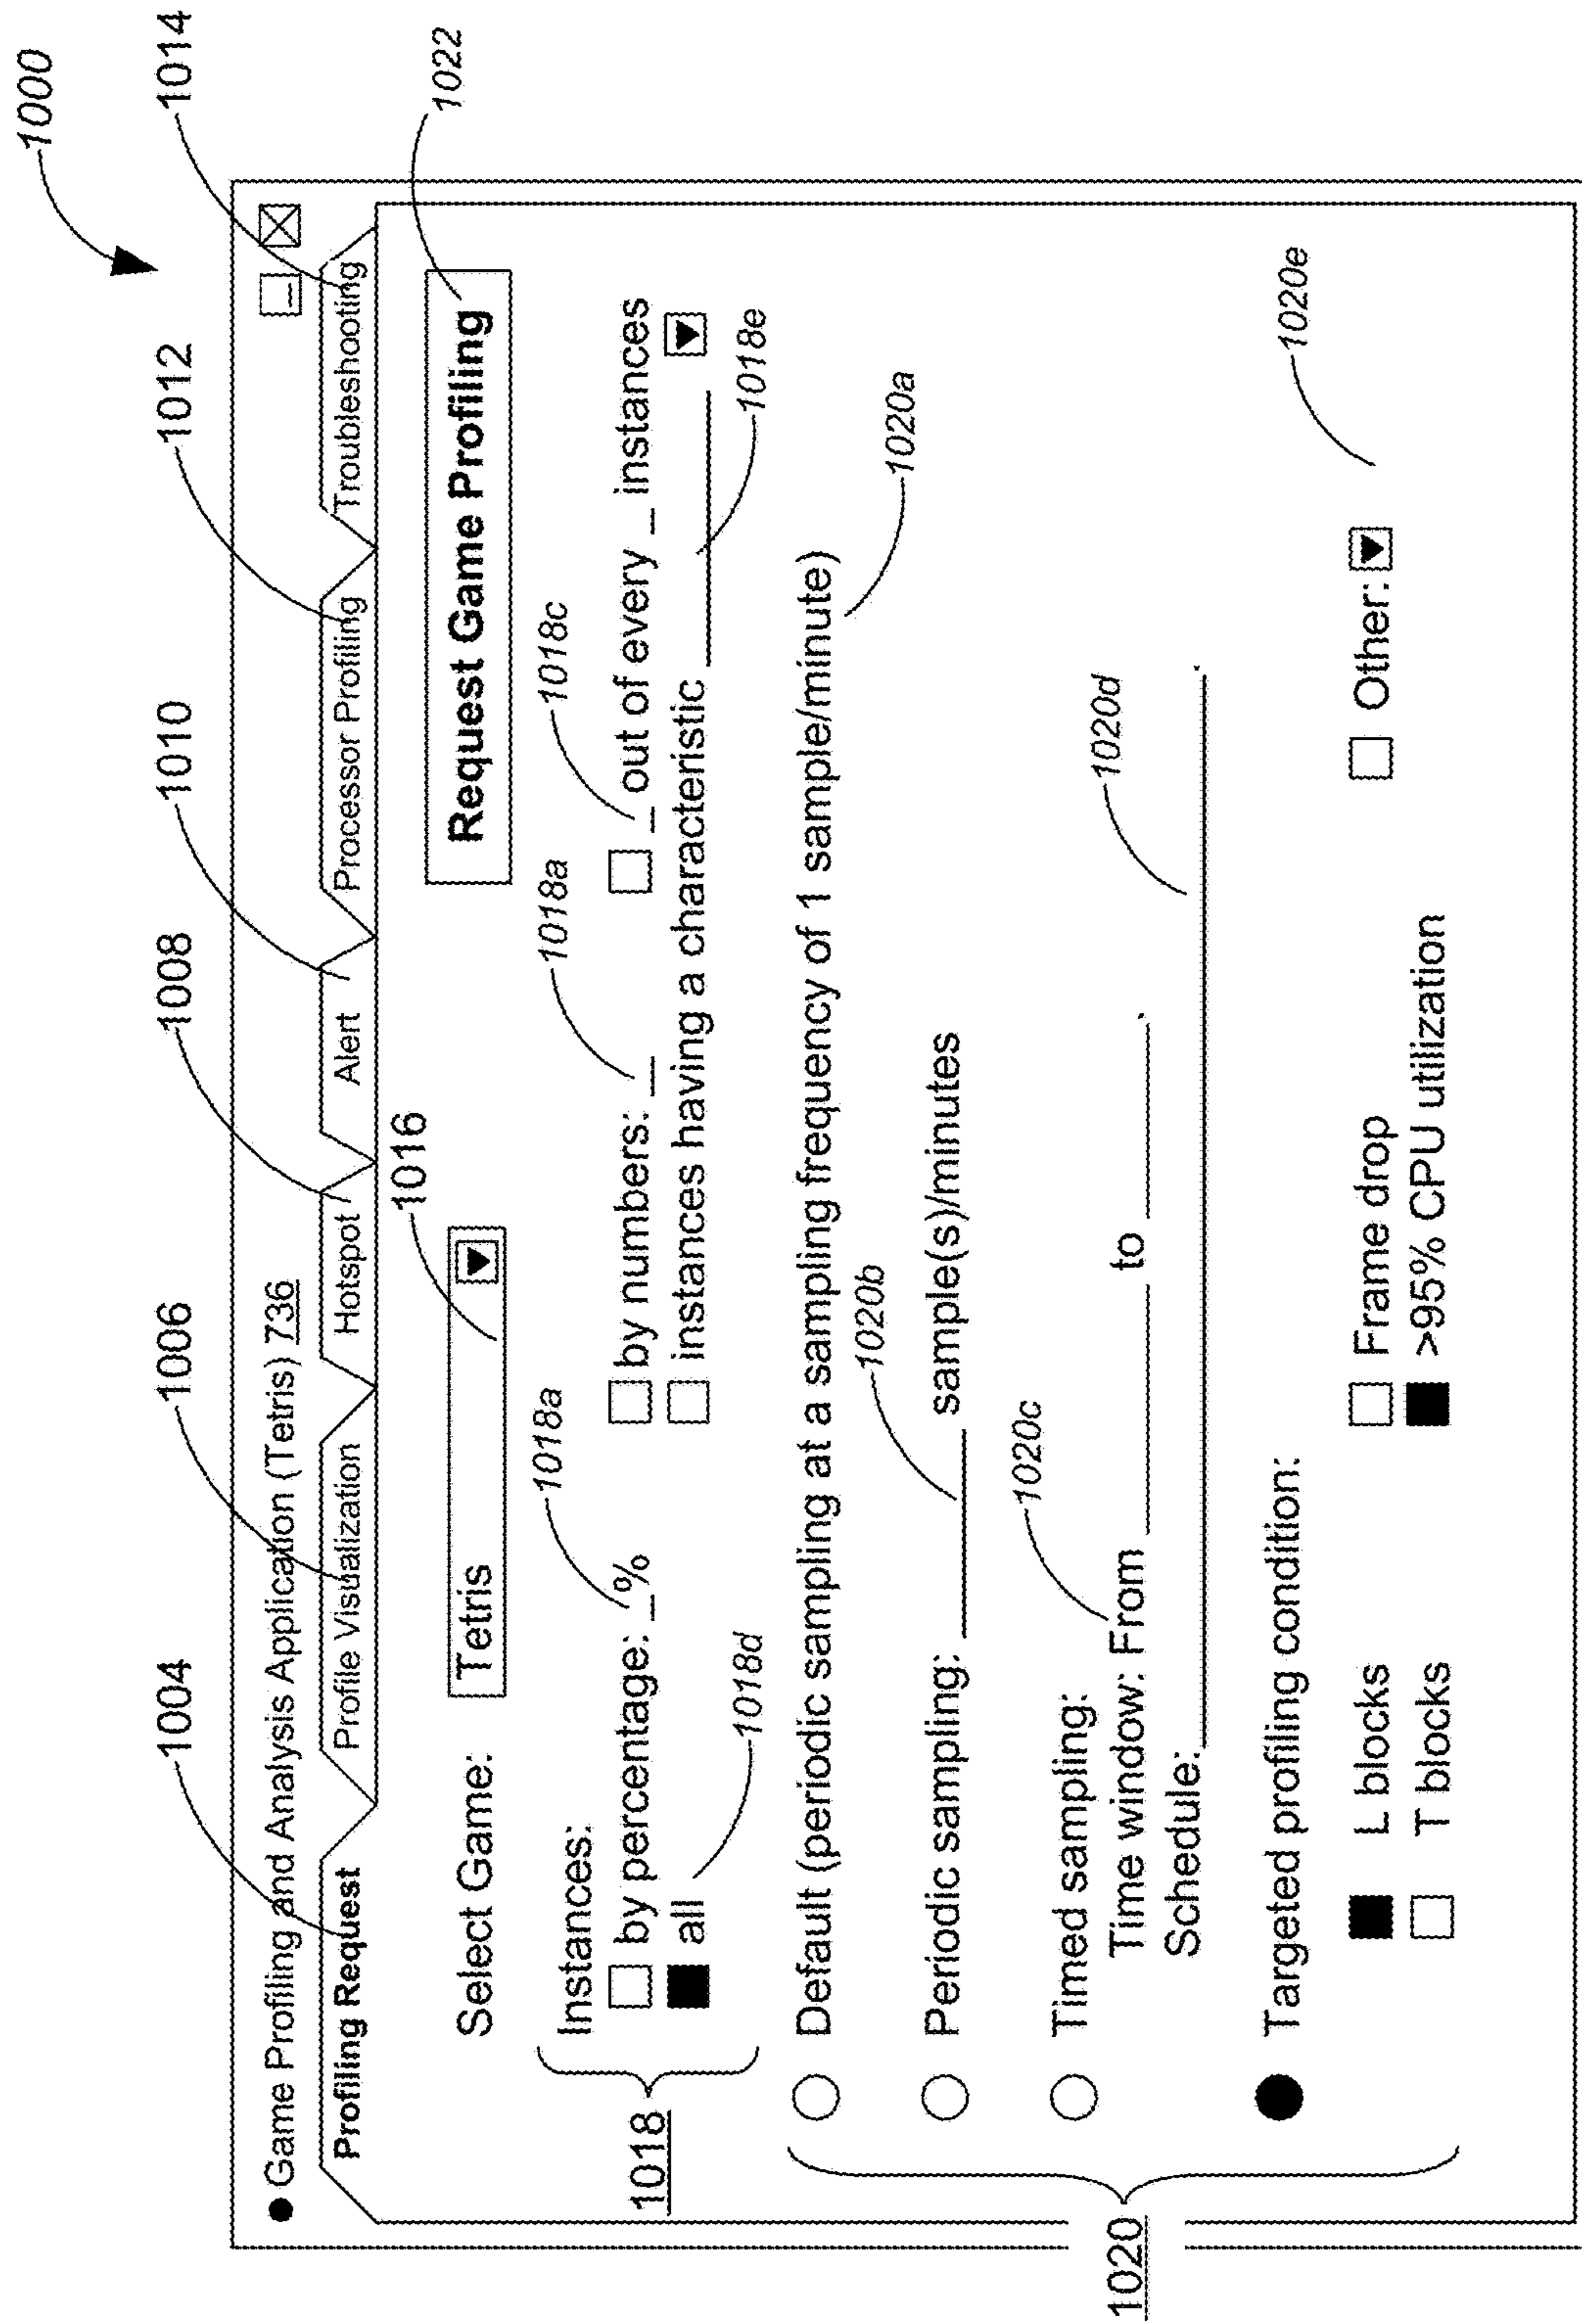 1000
1004 1006 1008 1010 1012 1014
Game Profiling and Analysis Application (Tetris) 736
Profiling Request Profile Visualization Hotspot Alert Processor Profiling Troubleshooting
1016
1022
Select Game: Tetris Request Game Profiling
1018a 1018a 1018c
Instances:
by percentage: _% by numbers: _ _ out of every _ instances
all instances having a characteristic
1018
1018d 1018e
Default (periodic sampling at a sampling frequency of 1 sample/minute)
1020a
1020b
Periodic sampling: sample(s)/minutes
1020c
Timed sampling:
1020d
Time window: From to
Schedule:
1020
Targeted profiling condition:
1020e
L blocks Frame drop Other:
T blocks >95% CPU utilization